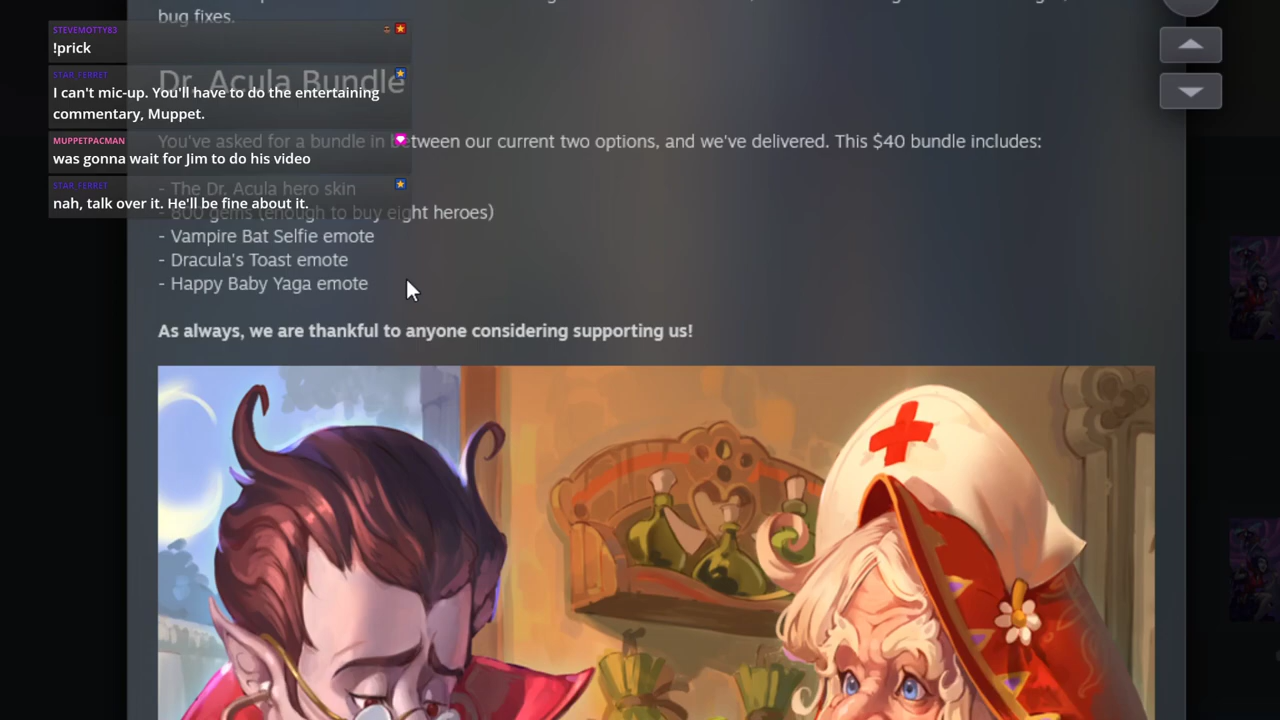 bug fixes.
STEVEMOTTY83
!prick
STAR_FERRET
I can't mic-up. You'll have to do the entertaining
commentary, Muppet.
MUPPETPACMAN
was gonna wait for Jim to do his video
STAR_FERRET
nah, talk over it. He'll be fine about it.
Dr. Acula Bundle
You've asked for a bundle in between our current two options, and we've delivered. This $40 bundle includes:
- The Dr. Acula hero skin
- 800 gems (enough to buy eight heroes)
- Vampire Bat Selfie emote
- Dracula's Toast emote
- Happy Baby Yaga emote
As always, we are thankful to anyone considering supporting us!